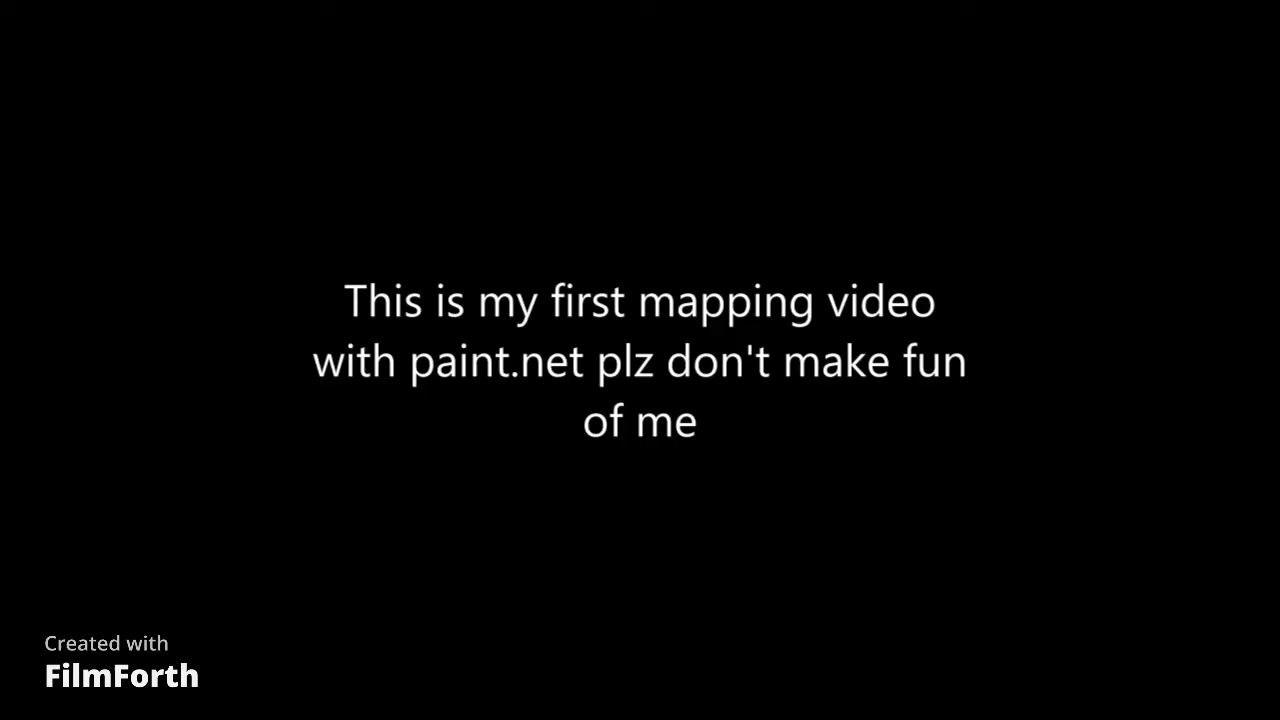 This is my first mapping video
with paint.net plz don't make fun
of me
Created with
FilmForth